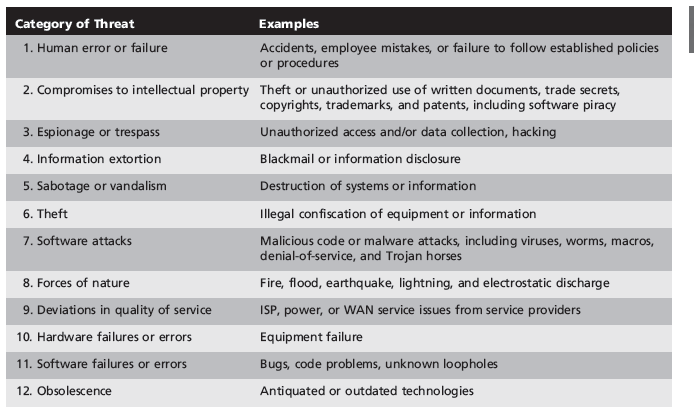 Category of Threat Examples
1. Human error or failure Accidents, employee mistakes, or failure to follow established policies
or procedures
2. Compromises to intellectual property Theft or unauthorized use of written documents, trade secrets,
copyrights, trademarks, and patents, including software piracy
3. Espionage or trespass Unauthorized access and/or data collection, hacking
4. Information extortion Blackmail or information disclosure
5. Sabotage or vandalism Destruction of systems or information
6. Theft Illegal confiscation of equipment or information
7. Software attacks Malicious code or malware attacks, including viruses, worms, macros,
denial-of-service, and Trojan horses
8. Forces of nature Fire, flood, earthquake, lightning, and electrostatic discharge
9. Deviations in quality of service ISP, power, or WAN service issues from service providers
10. Hardware failures or errors Equipment failure
11. Software failures or errors Bugs, code problems, unknown loopholes
12. Obsolescence Antiquated or outdated technologies